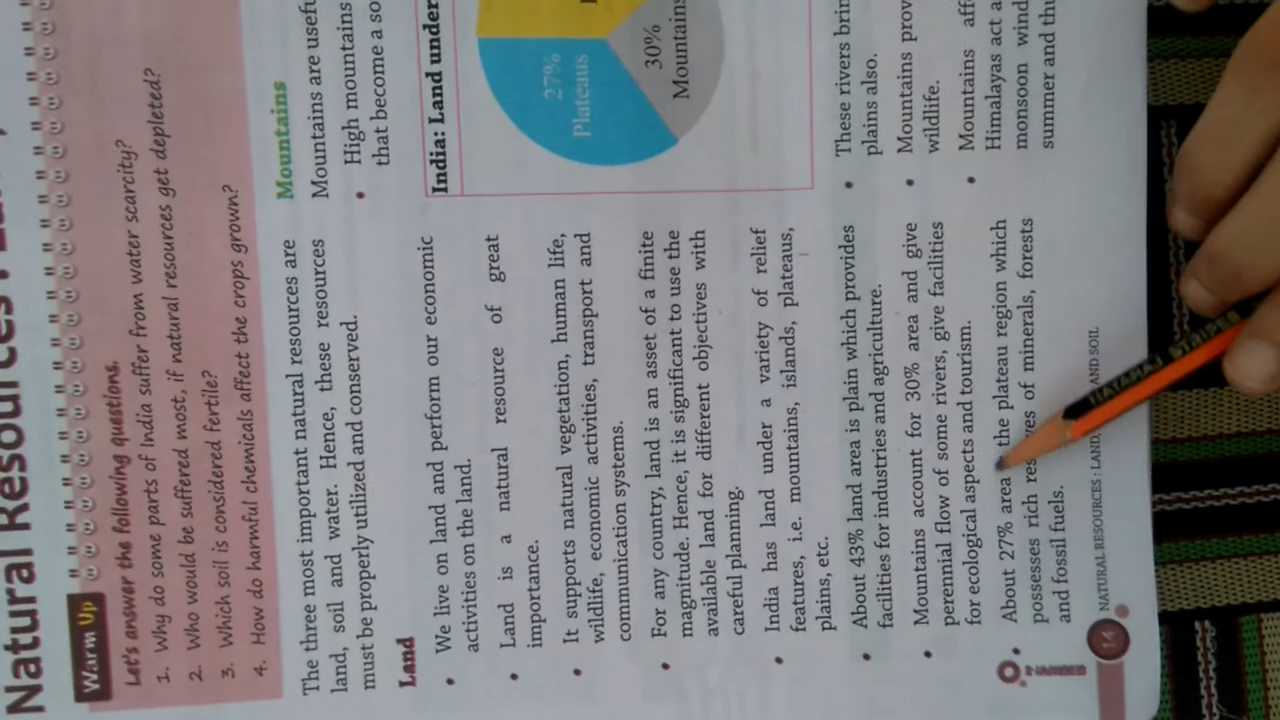 Natural Resources : La
Warm Up
Let's answer the following questions.
1. Why do some parts of India suffer from water scarcity?
2. Who would be suffered most, if natural resources get depleted?
3. Which soil is considered fertile?
4. How do harmful chemicals affect the crops grown?
The three most important natural resources are
land, soil and water. Hence, these resources
must be properly utilized and conserved.
Land
• We live on land and perform our economic
activities on the land.
• Land is a natural resource of great
importance.
• It supports natural vegetation, human life,
wildlife, economic activities, transport and
communication systems.
• For any country, land is an asset of a finite
magnitude. Hence, it is significant to use the
available land for different objectives with
careful planning.
• India has land under a variety of relief
features, i.e. mountains, islands, plateaus,
plains, etc.
• About 43% land area is plain which provides
facilities for industries and agriculture.
• Mountains account for 30% area and give
perennial flow of some rivers, give facilities
for ecological aspects and tourism.
• About 27% area the plateau region which
possesses rich res res of minerals, forests
and fossil fuels.
Mountains
Mountains are usefu
• High mountains
that become a so
India: Land under
27%
Plateaus
30%
Mountains
• These rivers brin
plains also.
• Mountains prov
wildlife.
• Mountains affe
Himalayas act a
monsoon wind
summer and thu
14
NATURAL RESOURCES : LAND, AND SOIL
NATARAJ STRIPES